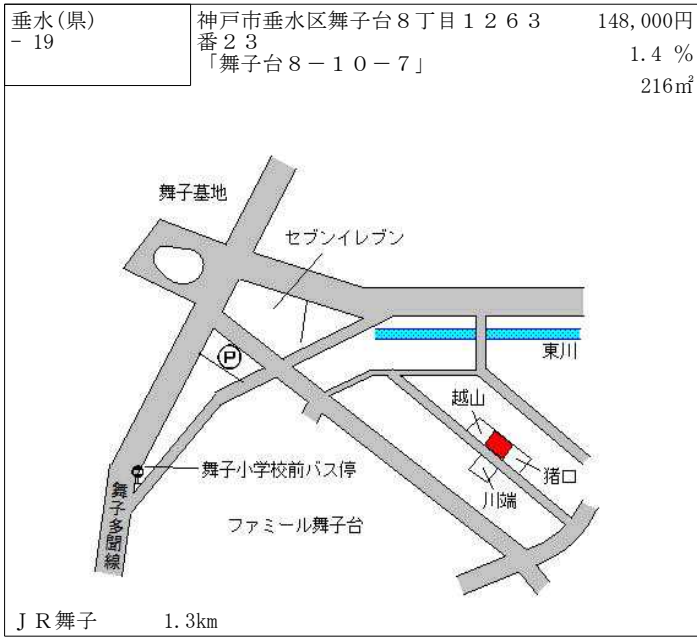 垂水(県)
- 19
神戸市垂水区舞子台８丁目１２６３
番２３
「舞子台８－１０－７」
148,000円
1.4 %
216㎡
舞子墓地
セブンイレブン
P
東川
越山
猪口
川端
舞子小学校前バス停
舞子多聞線
ファミール舞子台
ＪＲ舞子 1.3km